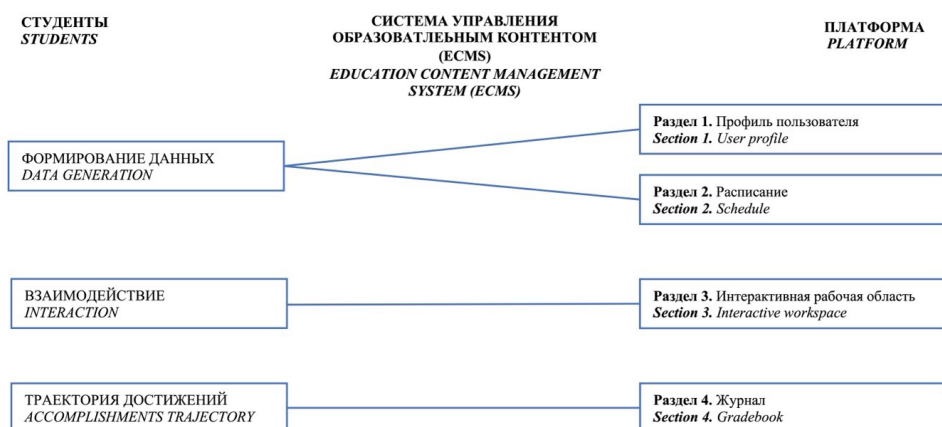 СТУДЕНТЫ
STUDENTS
СИСТЕМА УПРАВЛЕНИЯ
ОБРАЗОВАТЛЕЬНЫМ КОНТЕНТОМ
(ECMS)
EDUCATION CONTENT MANAGEMENT
SYSTEM (ECMS)
ПЛАТФОРМА
PLATFORM
ФОРМИРОВАНИЕ ДАННЫХ
DATA GENERATION
Раздел 1. Профиль пользователя
Section 1. User profile
Раздел 2. Расписание
Section 2. Schedule
ВЗАИМОДЕЙСТВИЕ
INTERACTION
Раздел 3. Интерактивная рабочая область
Section 3. Interactive workspace
ТРАЕКТОРИЯ ДОСТИЖЕНИЙ
ACCOMPLISHMENTS TRAJECTORY
Раздел 4. Журнал
Section 4. Gradebook